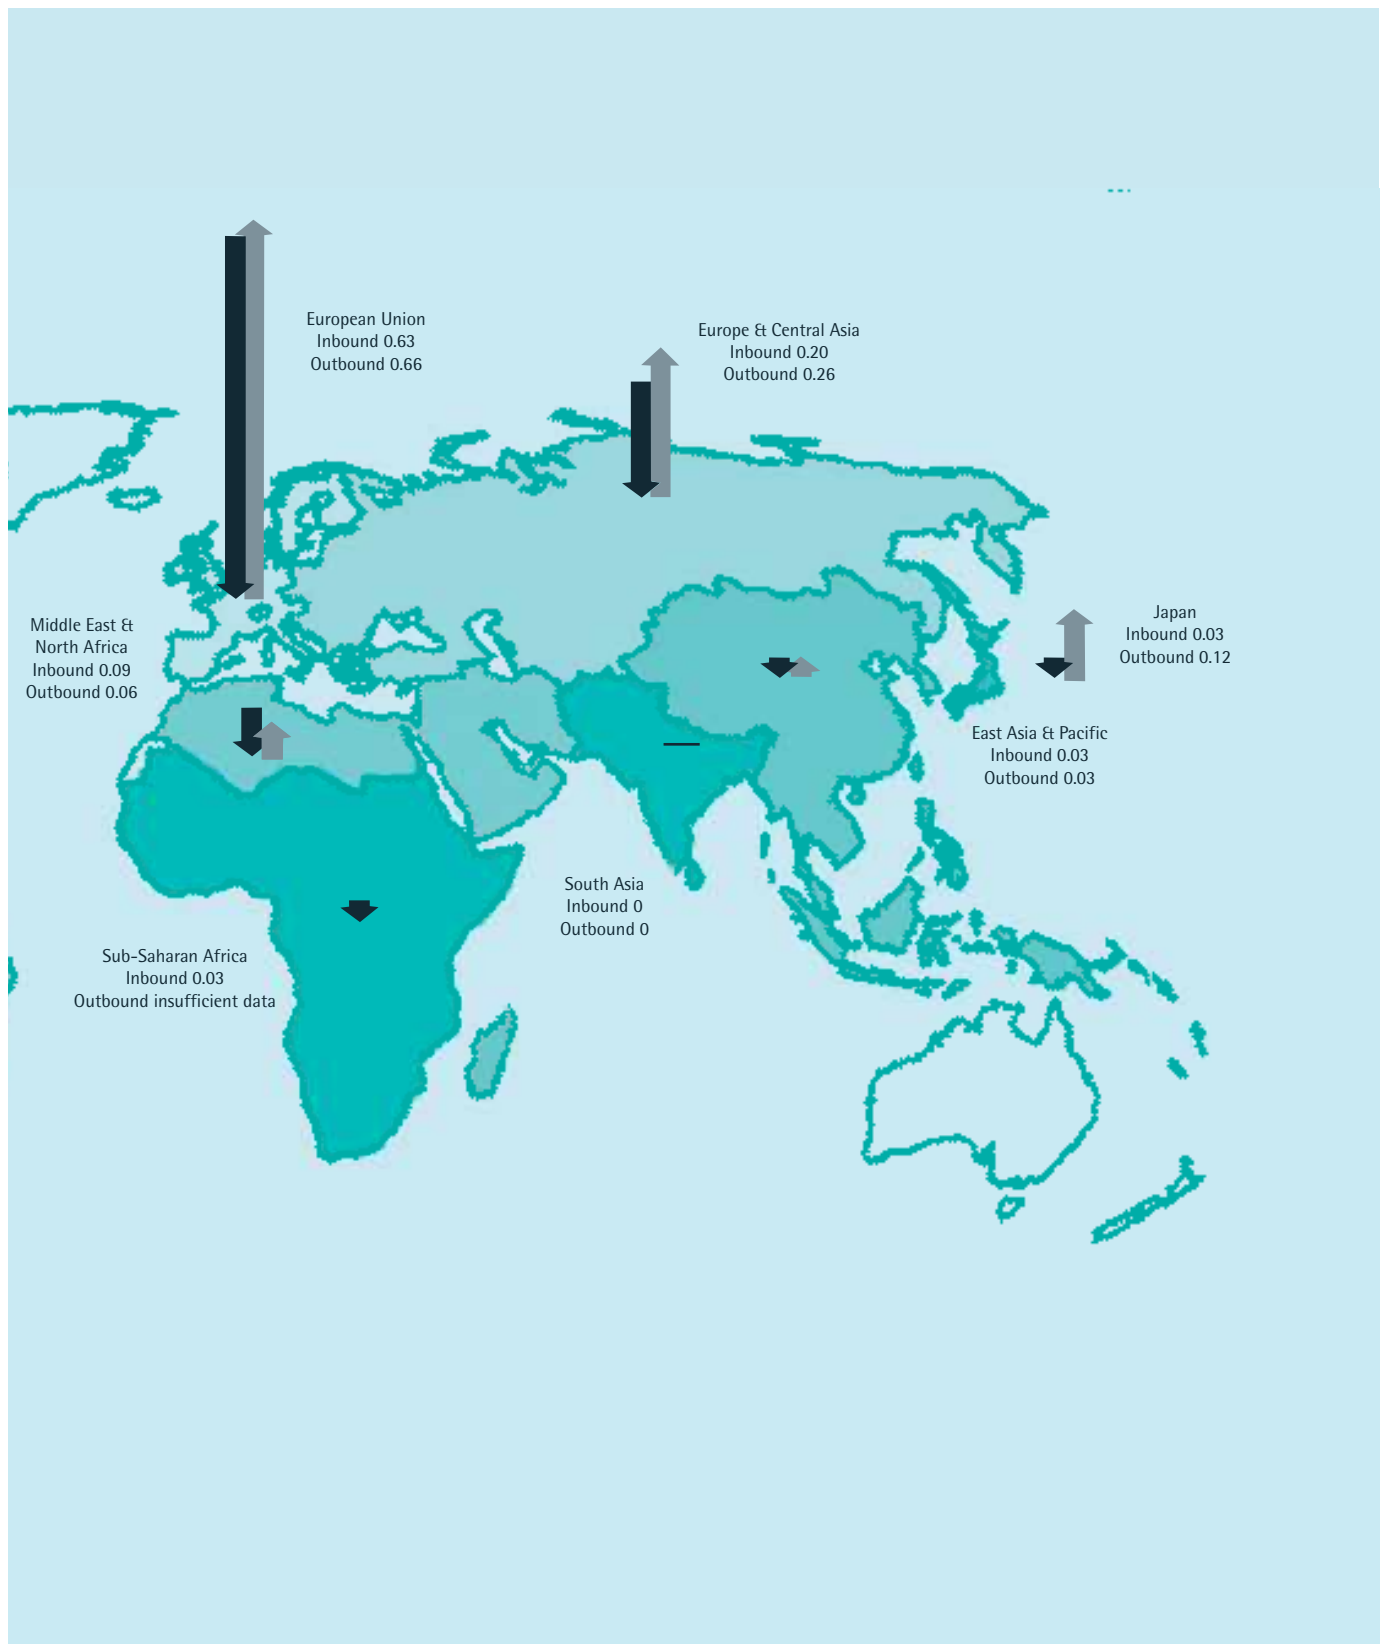 European Union
Inbound 0.63
Outbound 0.66
Europe & Central Asia
Inbound 0.20
Outbound 0.26
Middle East &
North Africa
Inbound 0.09
Outbound 0.06
Japan
Inbound 0.03
Outbound 0.12
East Asia & Pacific
Inbound 0.03
Outbound 0.03
South Asia
Inbound 0
Outbound 0
Sub-Saharan Africa
Inbound 0.03
Outbound insufficient data